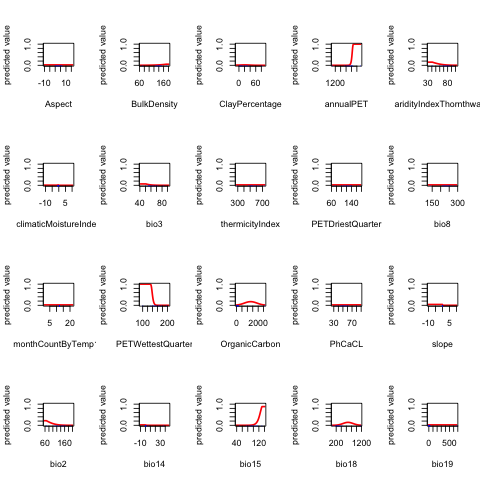 predicted value 0.0 1.0 -10 10 Aspect
predicted value 0.0 1.0 60 160 BulkDensity
predicted value 0.0 1.0 0 60 ClayPercentage
predicted value 0.0 1.0 1200 annualPET
predicted value 0.0 1.0 30 80 aridityIndexThornthwa
predicted value 0.0 1.0 -10 5 climaticMoistureInde
predicted value 0.0 1.0 40 80 bio3
predicted value 0.0 1.0 300 700 thermicityIndex
predicted value 0.0 1.0 60 140 PETDriestQuarter
predicted value 0.0 1.0 150 300 bio8
predicted value 0.0 1.0 5 20 monthCountByTemp
predicted value 0.0 1.0 100 200 PETWettestQuarter
predicted value 0.0 1.0 0 2000 OrganicCarbon
predicted value 0.0 1.0 30 70 PhCaCL
predicted value 0.0 1.0 -10 5 slope
predicted value 0.0 1.0 60 160 bio2
predicted value 0.0 1.0 -10 30 bio14
predicted value 0.0 1.0 40 120 bio15
predicted value 0.0 1.0 200 1200 bio18
predicted value 0.0 1.0 0 500 bio19